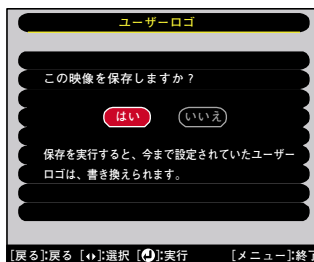 ユーザーロゴ
この映像を保存しますか？
はい いいえ
保存を実行すると、今まで設定されていたユーザー
ロゴは、書き換えられます。
[戻る]:戻る [◆]:選択 [⏎]:実行 [メニュー]:終了